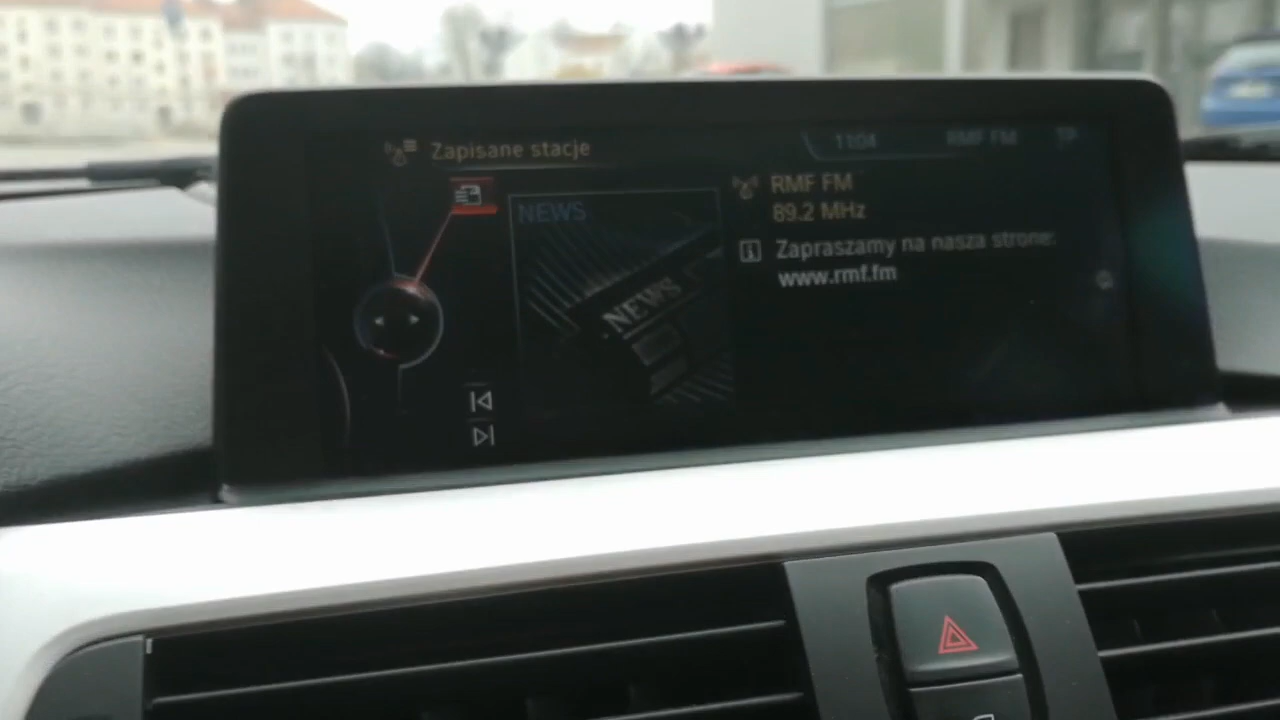 Zapisane stacje
11:04 RMF FM TP
NEWS
NEWS
RMF FM
89.2 MHz
Zapraszamy na nasza strone:
www.rmf.fm